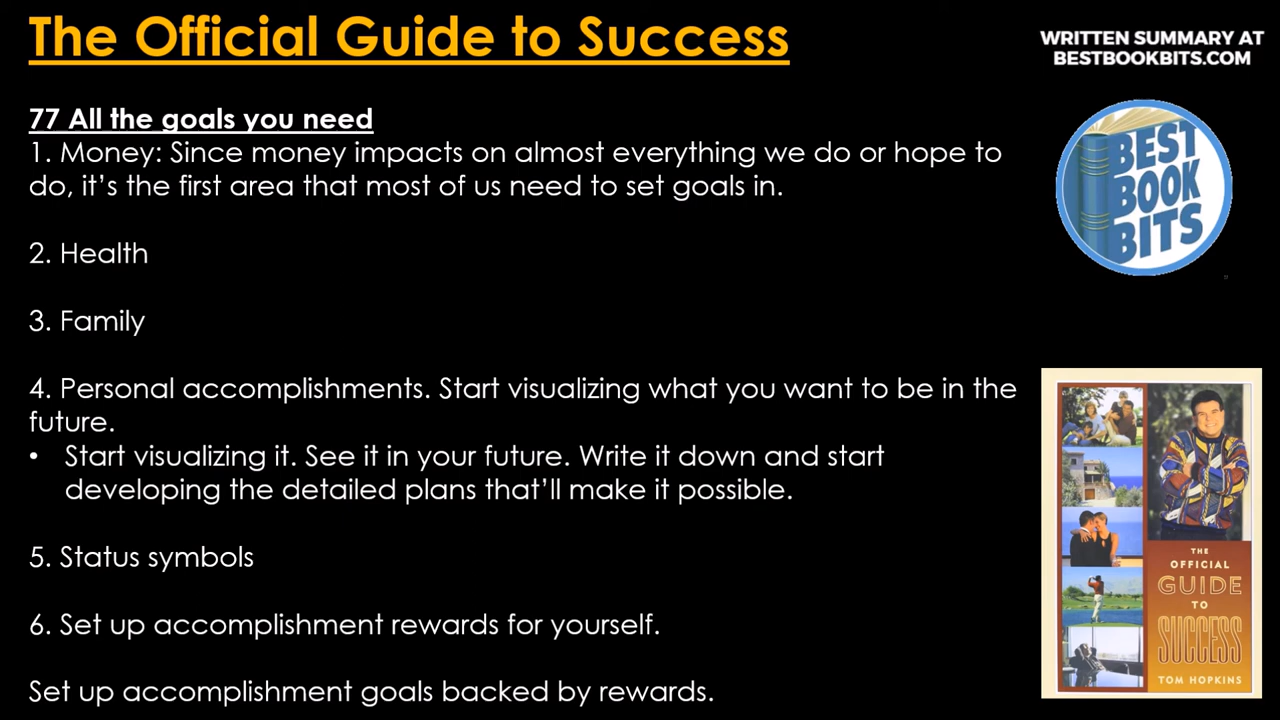 The Official Guide to Success
WRITTEN SUMMARY AT
BESTBOOKBITS.COM
77 All the goals you need
1. Money: Since money impacts on almost everything we do or hope to
do, it's the first area that most of us need to set goals in.
2. Health
3. Family
4. Personal accomplishments. Start visualizing what you want to be in the
future.
• Start visualizing it. See it in your future. Write it down and start
developing the detailed plans that'll make it possible.
5. Status symbols
6. Set up accomplishment rewards for yourself.
Set up accomplishment goals backed by rewards.
BEST
BOOK
BITS
THE
OFFICIAL
GUIDE
TO
SUCCESS
TOM HOPKINS